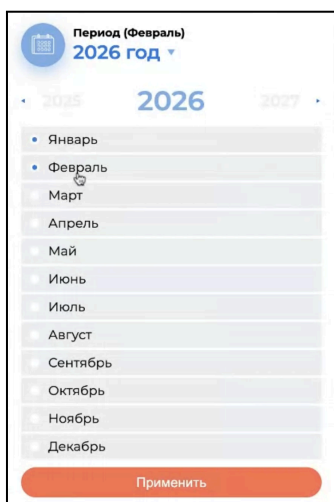 Период (Февраль)
2026 год
2025 2026 2027
Январь
Февраль
Март
Апрель
Май
Июнь
Июль
Август
Сентябрь
Октябрь
Ноябрь
Декабрь
Применить